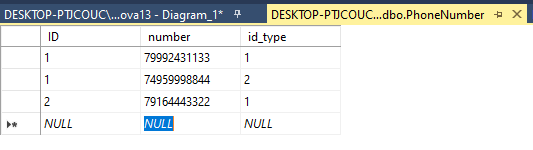 DESKTOP-PTJCOUC\...ova13 - Diagram_1* DESKTOP-PTJCOUC...dbo.PhoneNumber
ID number id_type
1 79992431133 1
1 74959998844 2
2 79164443322 1
NULL NULL NULL